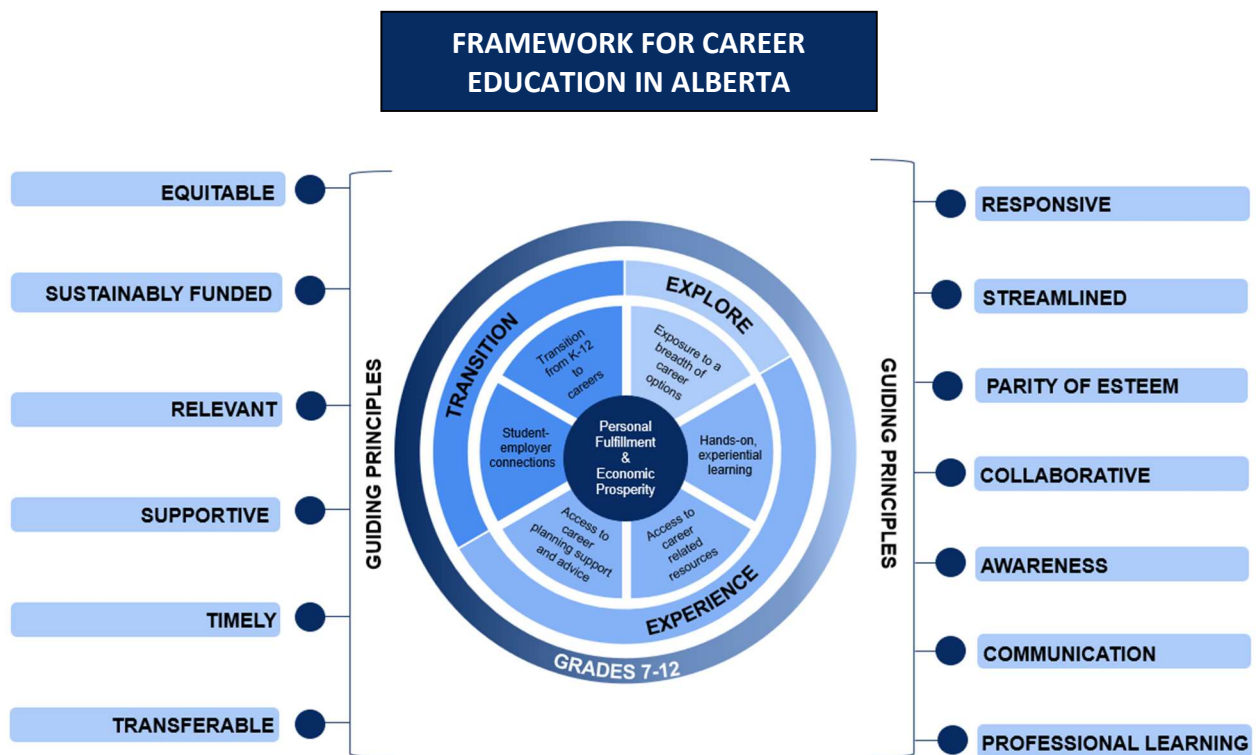 FRAMEWORK FOR CAREER
EDUCATION IN ALBERTA
EQUITABLE
SUSTAINABLY FUNDED
RELEVANT
SUPPORTIVE
TIMELY
TRANSFERABLE
GUIDING PRINCIPLES
TRANSITION
EXPLORE
EXPERIENCE
GRADES 7-12
Transition
from K-12
to
careers
Exposure to a
breadth of
career
options
Student-
employer
connections
Personal
Fulfillment
&
Economic
Prosperity
Hands-on,
experiential
learning
Access to
career
planning support
and advice
Access to
career
related
resources
GUIDING PRINCIPLES
RESPONSIVE
STREAMLINED
PARITY OF ESTEEM
COLLABORATIVE
AWARENESS
COMMUNICATION
PROFESSIONAL LEARNING